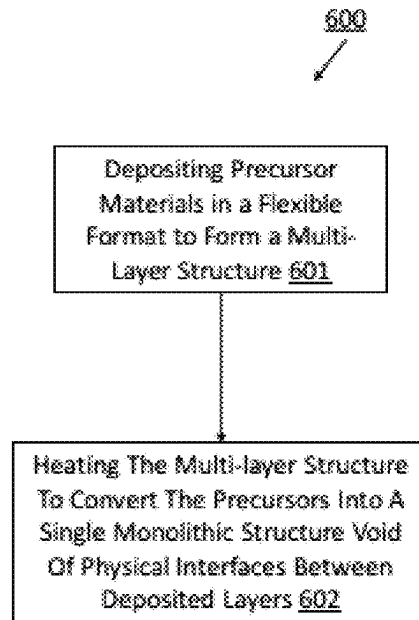 600
Depositing Precursor
Materials in a Flexible
Format to Form a Multi-
Layer Structure 601
Heating The Multi-layer Structure
To Convert The Precursors Into A
Single Monolithic Structure Void
Of Physical Interfaces Between
Deposited Layers 602